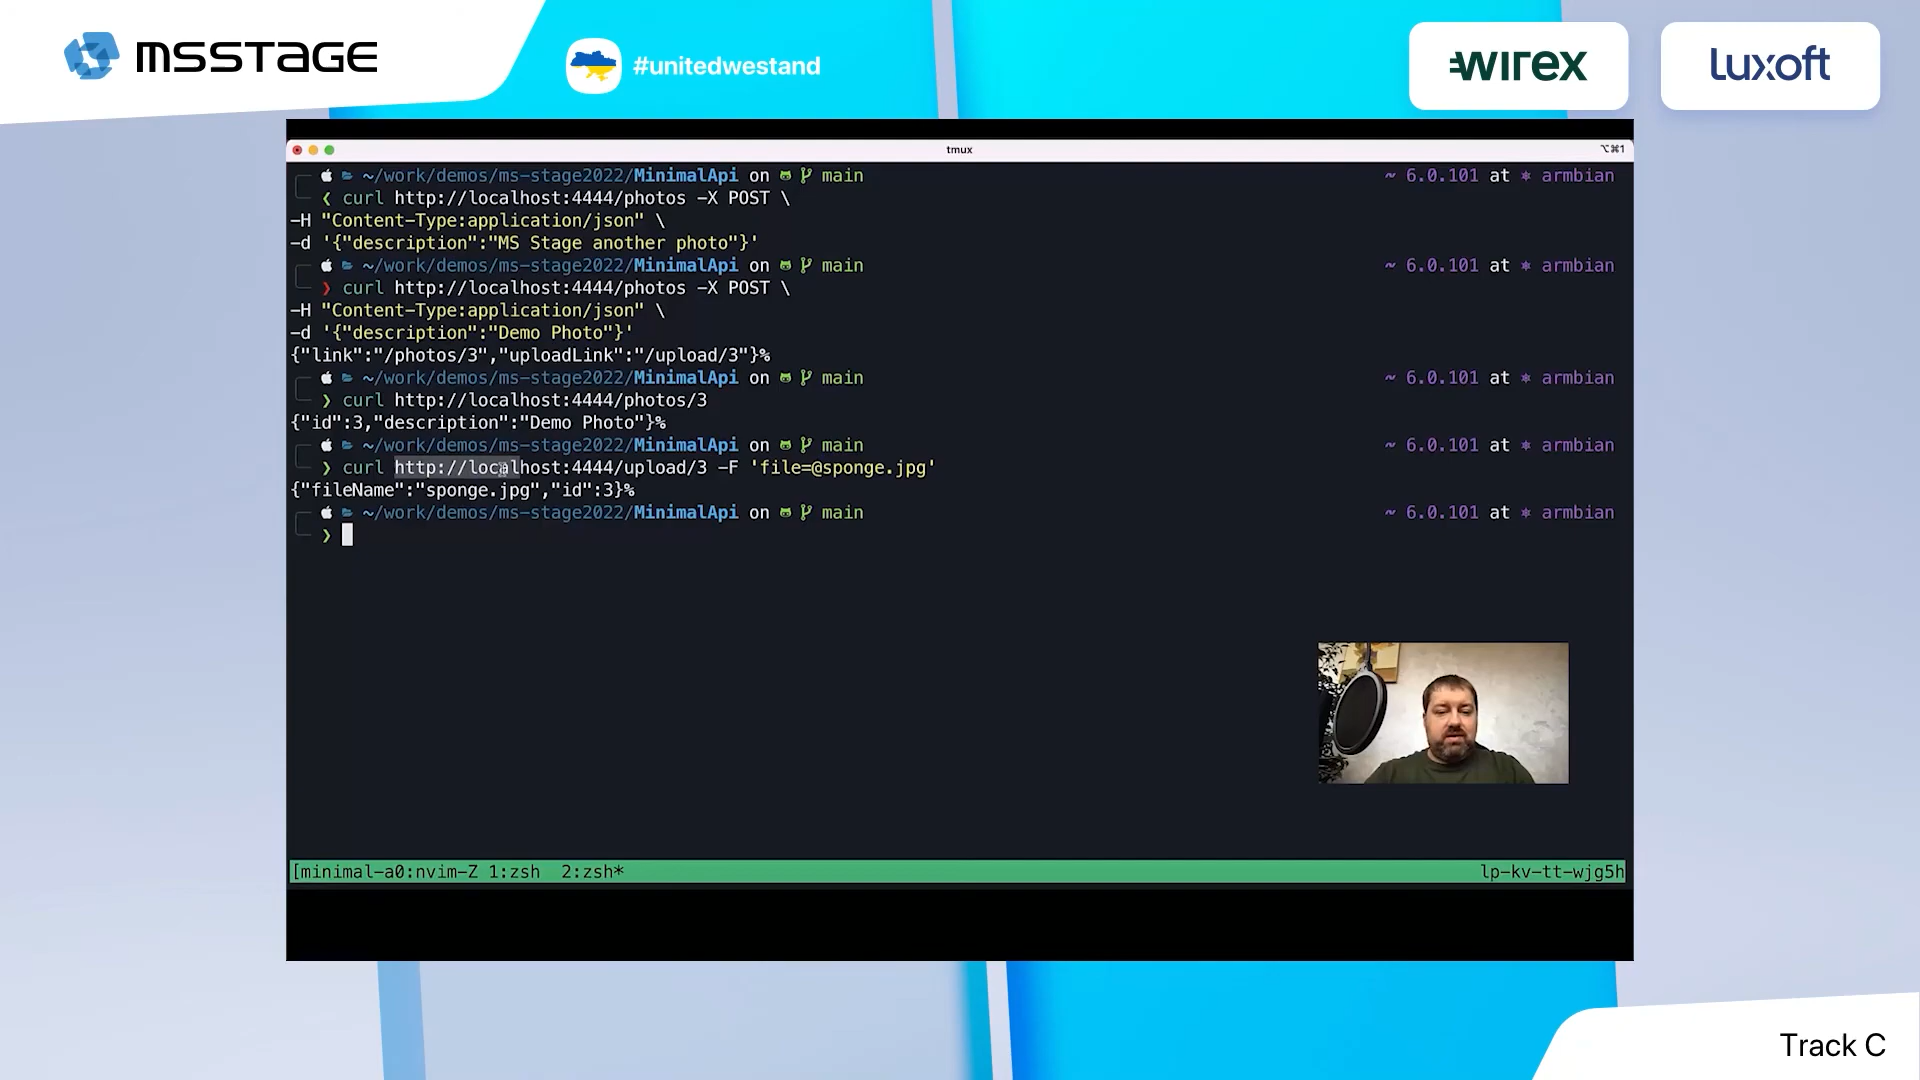 MSSTAGE
#unitedwestand
WIREX
luxoft
tmux
⌥⌘1
~/work/demos/ms-stage2022/MinimalApi on main ~ 6.0.101 at armbian
❮ curl http://localhost:4444/photos -X POST \
-H "Content-Type:application/json" \
-d '{"description":"MS Stage another photo"}'
~/work/demos/ms-stage2022/MinimalApi on main ~ 6.0.101 at armbian
❯ curl http://localhost:4444/photos -X POST \
-H "Content-Type:application/json" \
-d '{"description":"Demo Photo"}'
{"link":"/photos/3","uploadLink":"/upload/3"}%
~/work/demos/ms-stage2022/MinimalApi on main ~ 6.0.101 at armbian
❯ curl http://localhost:4444/photos/3
{"id":3,"description":"Demo Photo"}%
~/work/demos/ms-stage2022/MinimalApi on main ~ 6.0.101 at armbian
❯ curl http://localhost:4444/upload/3 -F 'file=@sponge.jpg'
{"fileName":"sponge.jpg","id":3}%
~/work/demos/ms-stage2022/MinimalApi on main ~ 6.0.101 at armbian
❯
[minimal-a0:nvim-Z 1:zsh 2:zsh* lp-kv-tt-wjg5h
Track C